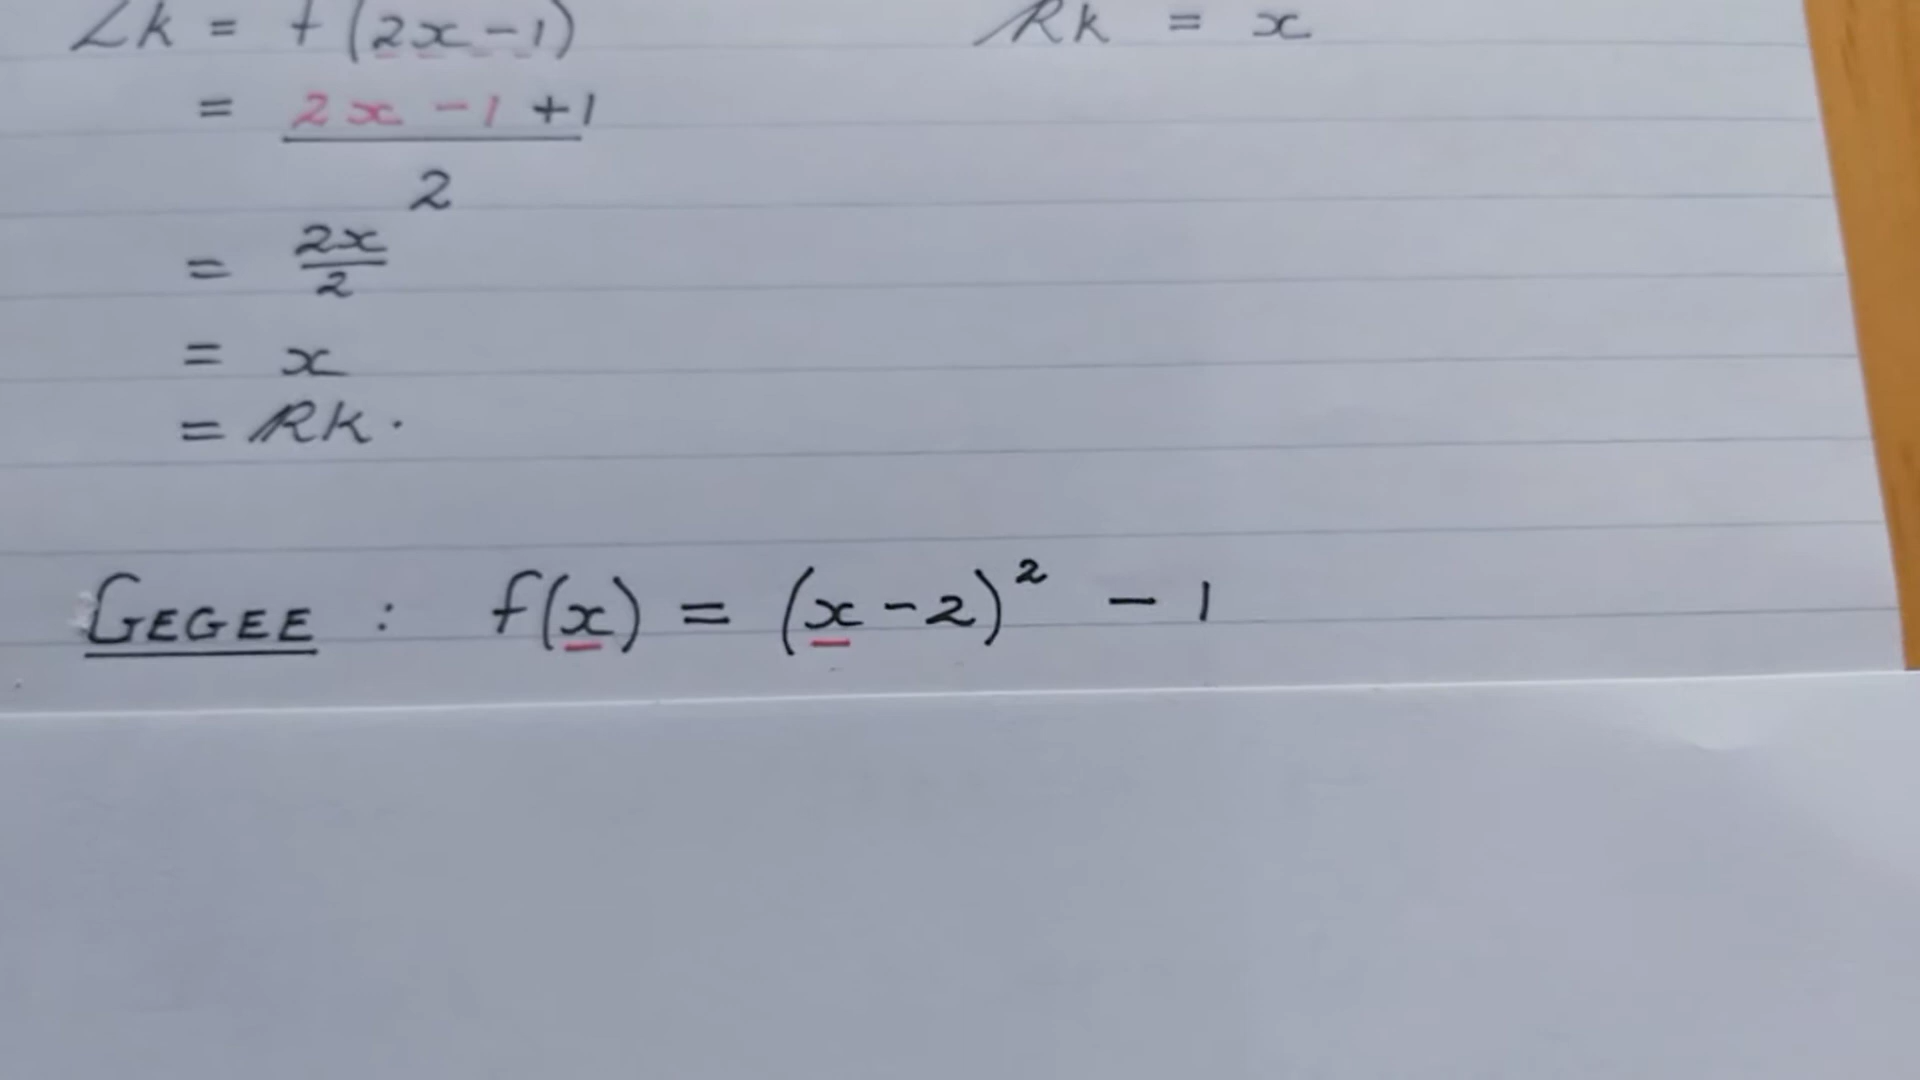 Lk = f(2x-1) Rk = x
= 2x - 1 + 1
2
= 2x
2
= x
= Rk.
GEGEE : f(x) = (x-2)² - 1